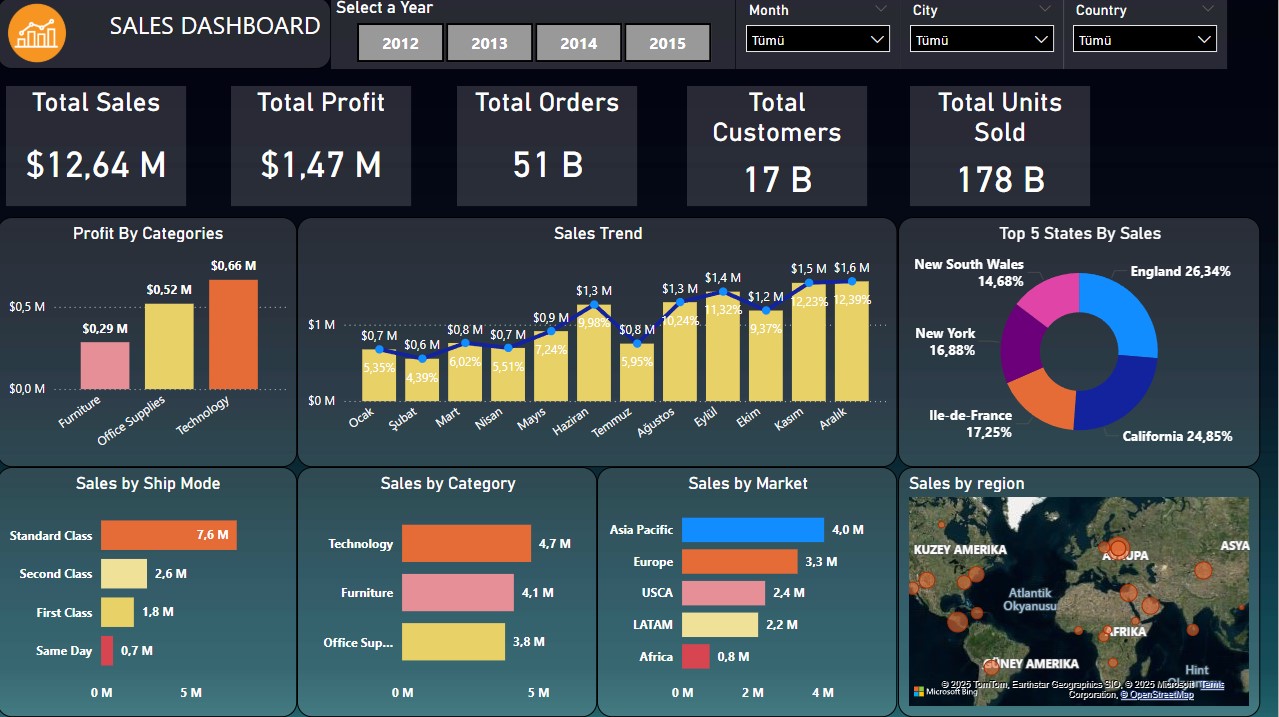 SALES DASHBOARD
Select a Year
2012
2013
2014
2015
Month
Tümü
City
Tümü
Country
Tümü
Total Sales
$12,64 M
Total Profit
$1,47 M
Total Orders
51 B
Total
Customers
17 B
Total Units
Sold
178 B
Profit By Categories
$0,5 M
$0,0 M
$0,29 M
$0,52 M
$0,66 M
Furniture
Office Supplies
Technology
Sales Trend
$1 M
$0 M
$0,7 M
$0,6 M
$0,8 M
$0,7 M
$0,9 M
$1,3 M
$0,8 M
$1,3 M
$1,4 M
$1,2 M
$1,5 M
$1,6 M
5,35%
4,39%
6,02%
5,51%
7,24%
9,98%
5,95%
10,24%
11,32%
9,37%
12,23%
12,39%
Ocak
Şubat
Mart
Nisan
Mayıs
Haziran
Temmuz
Ağustos
Eylül
Ekim
Kasım
Aralık
Top 5 States By Sales
New South Wales
14,68%
England 26,34%
New York
16,88%
Ile-de-France
17,25%
California 24,85%
Sales by Ship Mode
Standard Class
7,6 M
Second Class
2,6 M
First Class
1,8 M
Same Day
0,7 M
0 M
5 M
Sales by Category
Technology
4,7 M
Furniture
4,1 M
Office Sup...
3,8 M
0 M
5 M
Sales by Market
Asia Pacific
4,0 M
Europe
3,3 M
USCA
2,4 M
LATAM
2,2 M
Africa
0,8 M
0 M
2 M
4 M
Sales by region
KUZEY AMERIKA
ASYA
Atlantik
Okyanusu
AFRIKA
GÜNEY AMERIKA
Hint
Microsoft Bing
© 2025 TomTom, Earthstar Geographics SIO, © 2025 Microsoft Terms
Corporation, © OpenStreetMap